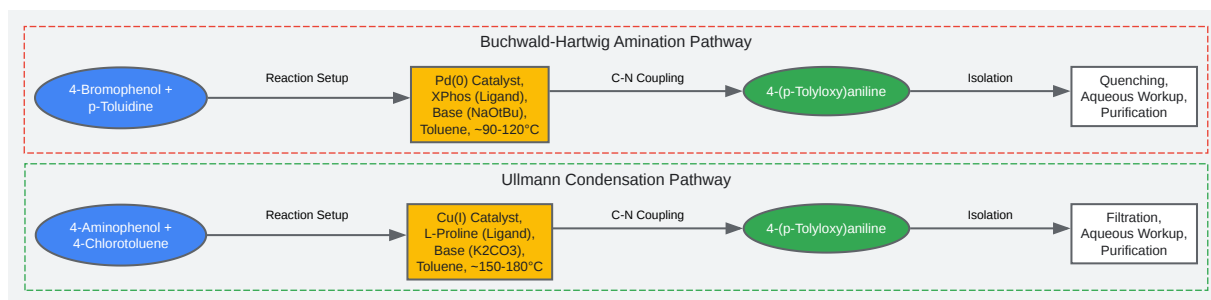 Buchwald-Hartwig Amination Pathway
4-Bromophenol +
p-Toluidine
Reaction Setup
Pd(0) Catalyst,
XPhos (Ligand),
Base (NaOtBu),
Toluene, ~90-120°C
C-N Coupling
4-(p-Tolyloxy)aniline
Isolation
Quenching,
Aqueous Workup,
Purification
Ullmann Condensation Pathway
4-Aminophenol +
4-Chlorotoluene
Reaction Setup
Cu(I) Catalyst,
L-Proline (Ligand),
Base (K2CO3),
Toluene, ~150-180°C
C-N Coupling
4-(p-Tolyloxy)aniline
Isolation
Filtration,
Aqueous Workup,
Purification